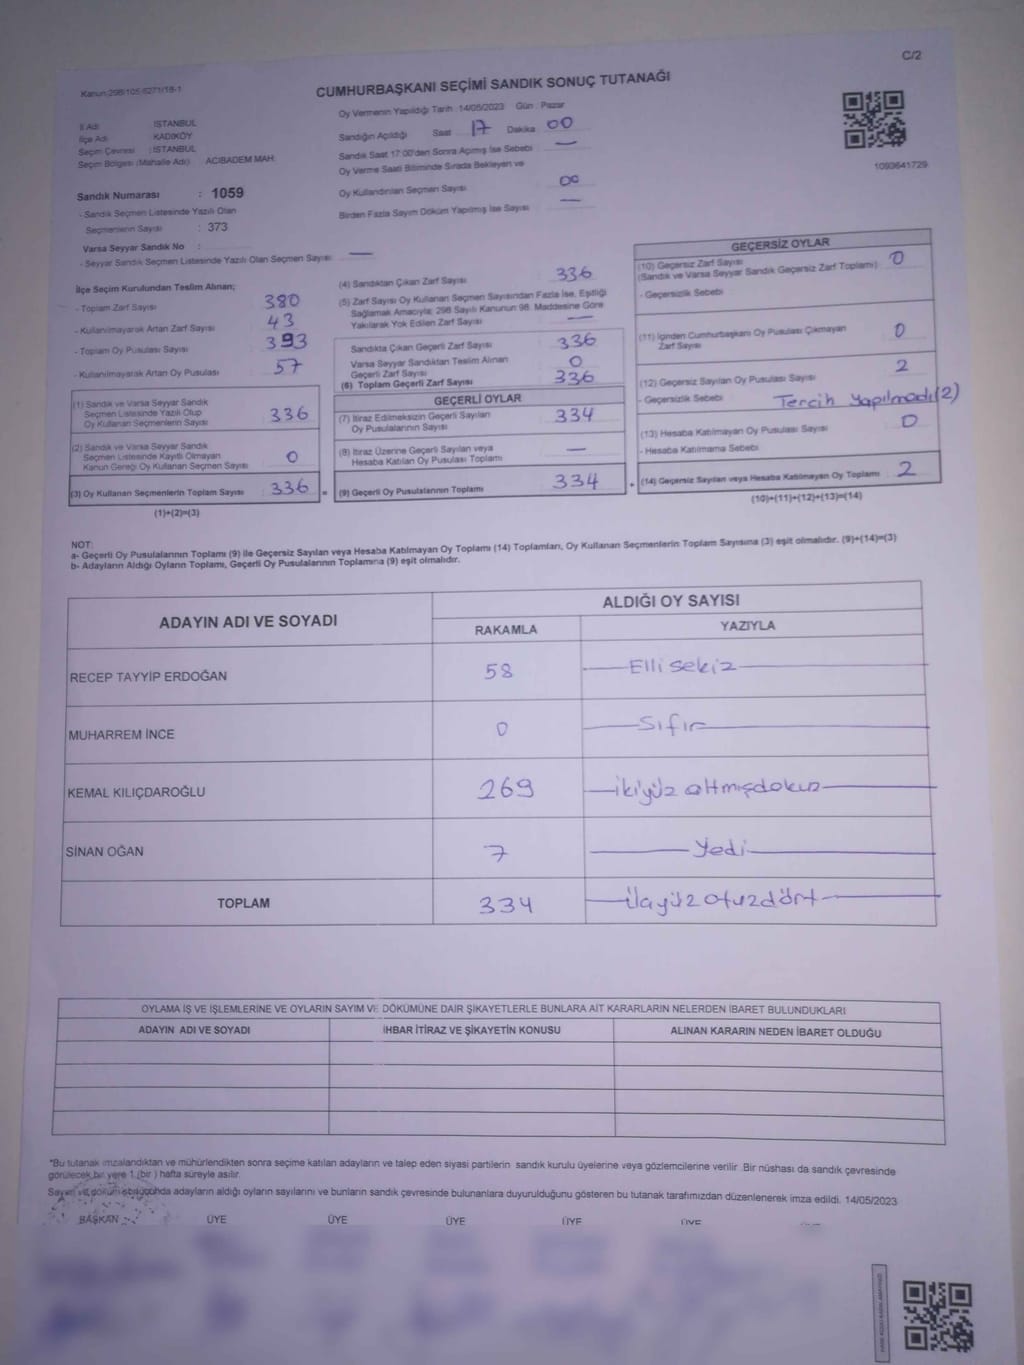 C/2
Kanun:298/105-6271/18-1
CUMHURBAŞKANI SEÇİMİ SANDIK SONUÇ TUTANAĞI
İl Adı : İSTANBUL
İlçe Adı : KADIKÖY
Seçim Çevresi : İSTANBUL
Seçim Bölgesi (Mahalle Adı) : ACIBADEM MAH.
Oy Vermenin Yapıldığı Tarih : 14/05/2023 Gün : Pazar
Sandığın Açıldığı Saat 17 Dakika 00
Sandık Saat 17:00'den Sonra Açılmış İse Sebebi : —
Oy Verme Saati Bitiminde Sırada Bekleyen ve
Oy Kullandırılan Seçmen Sayısı 00
Birden Fazla Sayım Döküm Yapılmış İse Sayısı —
1093641729
Sandık Numarası : 1059
- Sandık Seçmen Listesinde Yazılı Olan
Seçmenlerin Sayısı : 373
Varsa Seyyar Sandık No :
- Seyyar Sandık Seçmen Listesinde Yazılı Olan Seçmen Sayısı : —
İlçe Seçim Kurulundan Teslim Alınan;
- Toplam Zarf Sayısı 380
- Kullanılmayarak Artan Zarf Sayısı 43
- Toplam Oy Pusulası Sayısı 393
- Kullanılmayarak Artan Oy Pusulası 57
(1) Sandık ve Varsa Seyyar Sandık
Seçmen Listesinde Yazılı Olup
Oy Kullanan Seçmenlerin Sayısı 336
(2) Sandık ve Varsa Seyyar Sandık
Seçmen Listesinde Kayıtlı Olmayan
Kanun Gereği Oy Kullanan Seçmen Sayısı 0
(3) Oy Kullanan Seçmenlerin Toplam Sayısı 336 =
(1)+(2)=(3)
(4) Sandıktan Çıkan Zarf Sayısı 336
(5) Zarf Sayısı Oy Kullanan Seçmen Sayısından Fazla İse, Eşitliği
Sağlamak Amacıyla; 298 Sayılı Kanunun 98. Maddesine Göre
Yakılarak Yok Edilen Zarf Sayısı —
Sandıkta Çıkan Geçerli Zarf Sayısı 336
Varsa Seyyar Sandıktan Teslim Alınan
Geçerli Zarf Sayısı 0
(6) Toplam Geçerli Zarf Sayısı 336
GEÇERLİ OYLAR
(7) İtiraz Edilmeksizin Geçerli Sayılan
Oy Pusulalarının Sayısı 334
(8) İtiraz Üzerine Geçerli Sayılan veya
Hesaba Katılan Oy Pusulası Toplamı —
(9) Geçerli Oy Pusulalarının Toplamı 334 +
GEÇERSİZ OYLAR
(10) Geçersiz Zarf Sayısı 0
(Sandık ve Varsa Seyyar Sandık Geçersiz Zarf Toplamı)
- Geçersizlik Sebebi
(11) İçinden Cumhurbaşkanı Oy Pusulası Çıkmayan
Zarf Sayısı 0
(12) Geçersiz Sayılan Oy Pusulası Sayısı 2
- Geçersizlik Sebebi Tercih Yapılmadı(2)
(13) Hesaba Katılmayan Oy Pusulası Sayısı 0
- Hesaba Katılmama Sebebi
(14) Geçersiz Sayılan veya Hesaba Katılmayan Oy Toplamı 2
(10)+(11)+(12)+(13)=(14)
NOT:
a- Geçerli Oy Pusulalarının Toplamı (9) ile Geçersiz Sayılan veya Hesaba Katılmayan Oy Toplamı (14) Toplamları, Oy Kullanan Seçmenlerin Toplam Sayısına (3) eşit olmalıdır. (9)+(14)=(3)
b- Adayların Aldığı Oyların Toplamı, Geçerli Oy Pusulalarının Toplamına (9) eşit olmalıdır.
ADAYIN ADI VE SOYADI
ALDIĞI OY SAYISI
RAKAMLA YAZIYLA
RECEP TAYYİP ERDOĞAN 58 Elli sekiz
MUHARREM İNCE 0 Sıfır
KEMAL KILIÇDAROĞLU 269 ikiyüz altmışdokuz
SİNAN OĞAN 7 Yedi
TOPLAM 334 üçyüz otuzdört
OYLAMA İŞ VE İŞLEMLERİNE VE OYLARIN SAYIM VE DÖKÜMÜNE DAİR ŞİKAYETLERLE BUNLARA AİT KARARLARIN NELERDEN İBARET BULUNDUKLARI
ADAYIN ADI VE SOYADI İHBAR İTİRAZ VE ŞİKAYETİN KONUSU ALINAN KARARIN NEDEN İBARET OLDUĞU
*Bu tutanak imzalandıktan ve mühürlendikten sonra seçime katılan adayların ve talep eden siyasi partilerin sandık kurulu üyelerine veya gözlemcilerine verilir. Bir nüshası da sandık çevresinde
görülecek bir yere 1 (bir ) hafta süreyle asılır.
Sayım ve döküm adayların aldığı oyların sayılarını ve bunların sandık çevresinde bulunanlara duyurulduğunu gösteren bu tutanak tarafımızdan düzenlenerek imza edildi. 14/05/2023
BAŞKAN ÜYE ÜYE ÜYE ÜYE ÜYE